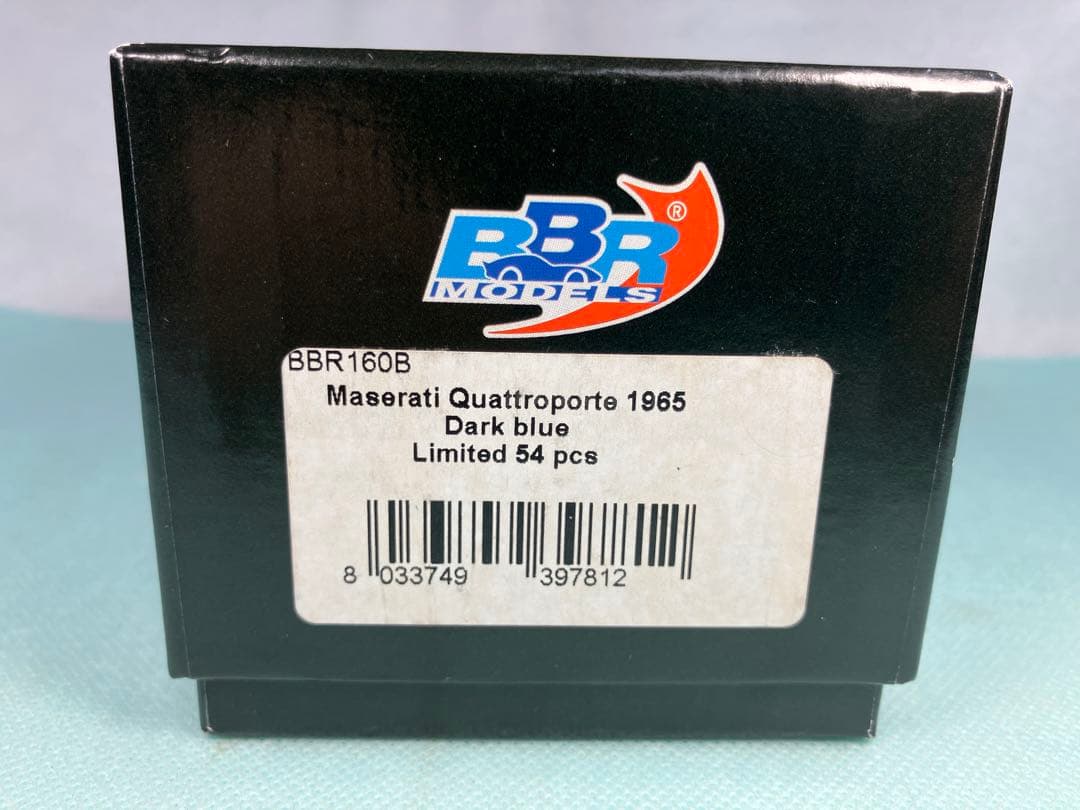 BBR®
MODELS
BBR160B
Maserati Quattroporte 1965
Dark blue
Limited 54 pcs
8 033749 397812